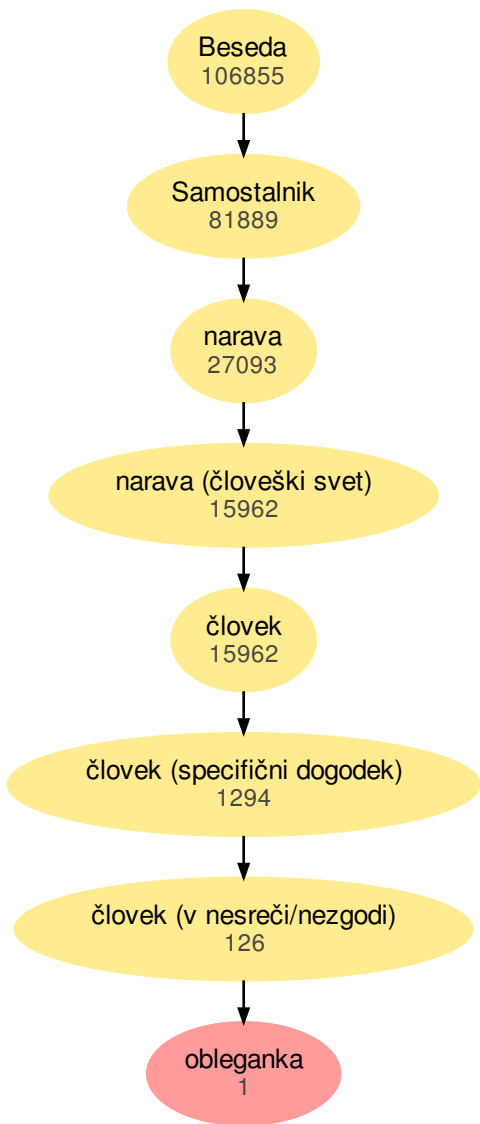 Beseda
106855
Samostalnik
81889
narava
27093
narava (človeški svet)
15962
človek
15962
človek (specifični dogodek)
1294
človek (v nesreči/nezgodi)
126
obleganka
1